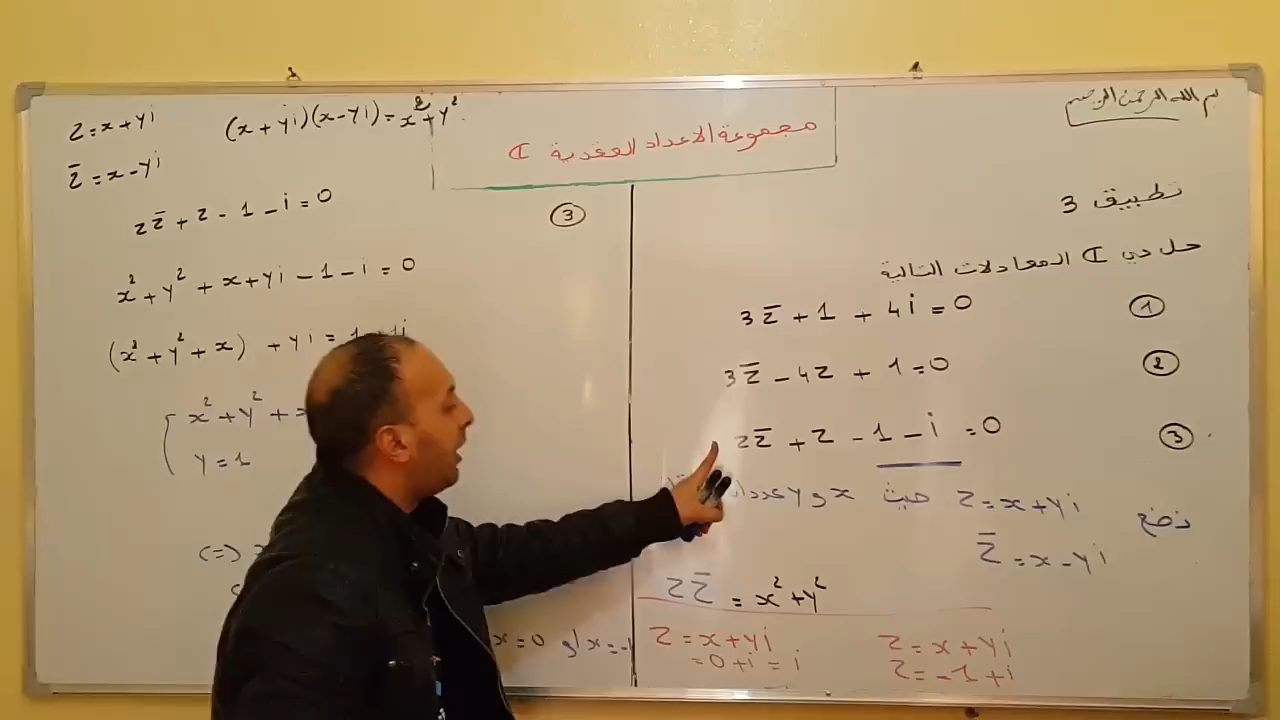 بسم الله الرحمن الرحيم
مجموعة الاعداد العقدية ℂ
تطبيق 3
حل في ℂ المعادلات التالية
① 3z̄ + 1 + 4i = 0
② 3z̄ - 4z + 1 = 0
③ zz̄ + z - 1 - i = 0
نضع z = x + yi حيث x و y
z̄ = x - yi
zz̄ = x² + y²
z = x + yi
z = -1 + i
z = x + yi
= 0 + i = i
③
z = x + yi
(x + yi)(x - yi) = x² + y²
z̄ = x - yi
zz̄ + z - 1 - i = 0
x² + y² + x + yi - 1 - i = 0
(x² + y² + x) + yi = 1
x² + y² +
y = 1
(=)
x = 0 أو x = -1